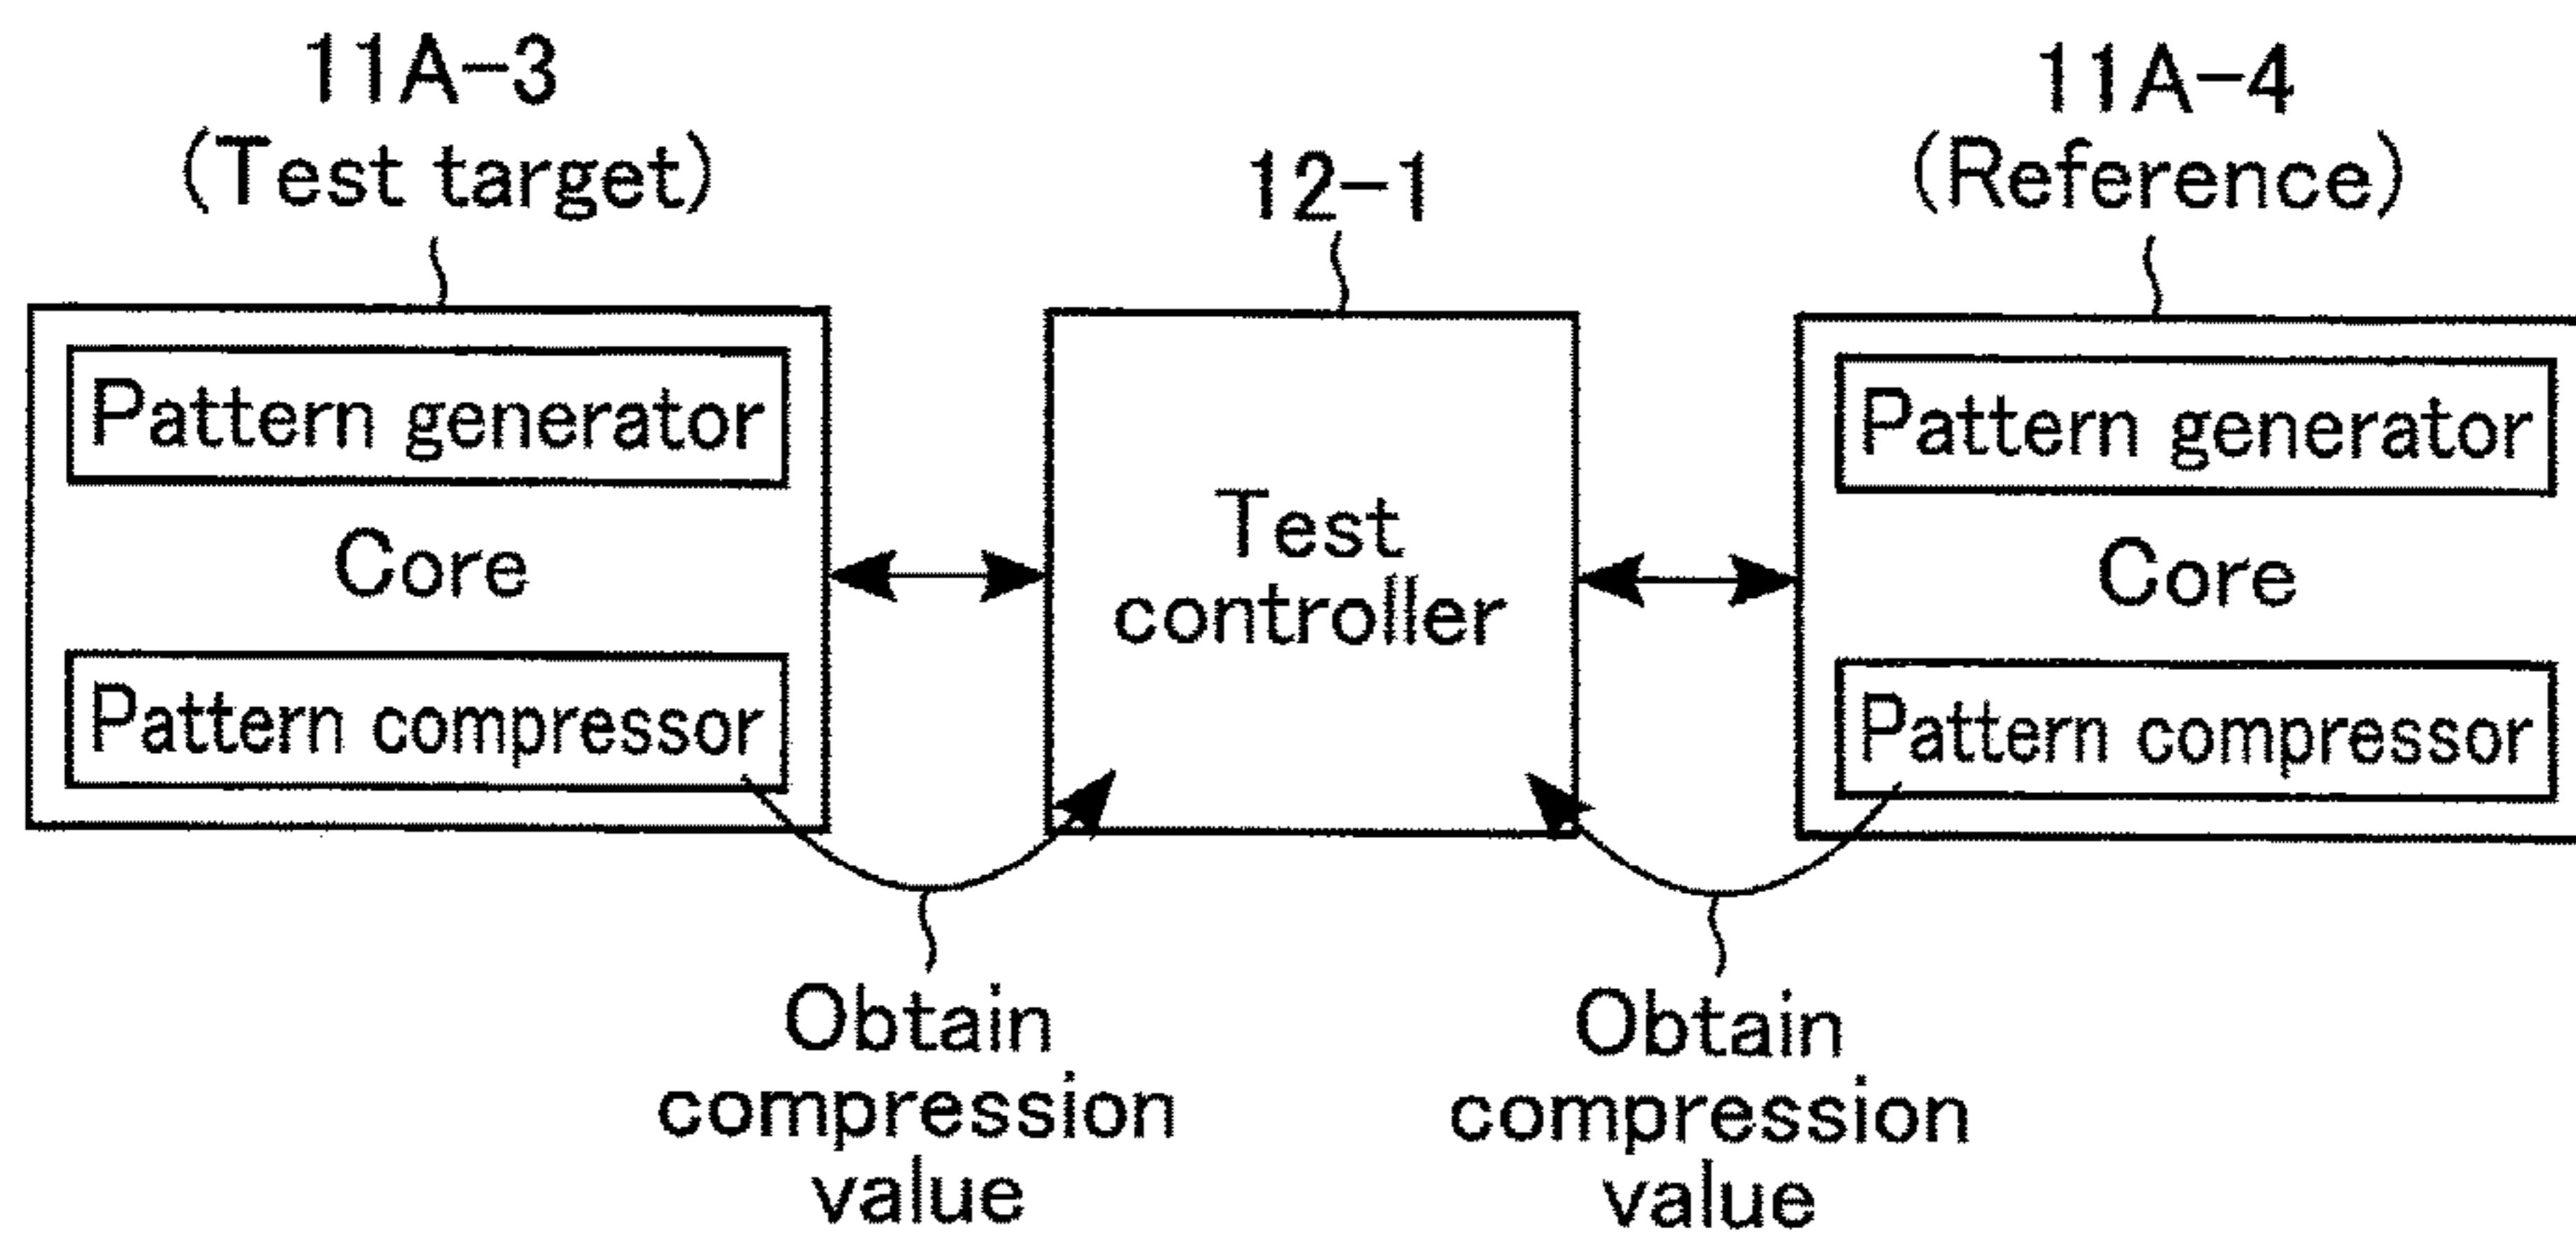 11A-3
(Test target)
12-1
11A-4
(Reference)
Pattern generator
Core
Pattern compressor
Test
controller
Pattern generator
Core
Pattern compressor
Obtain
compression
value
Obtain
compression
value